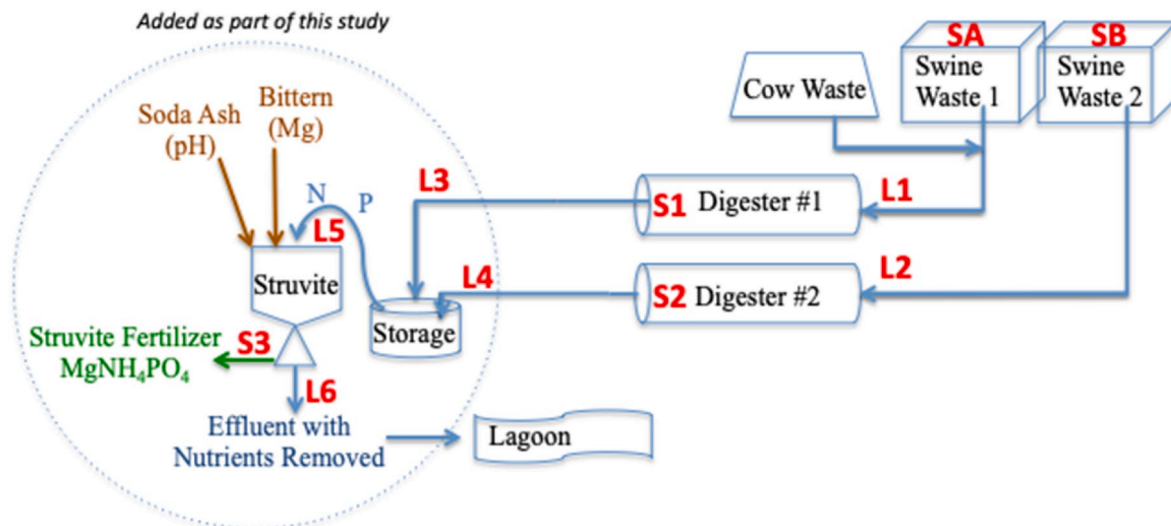 Added as part of this study
Soda Ash
(pH)
Bittern
(Mg)
N
P
L5
Struvite
Storage
L3
L4
Struvite Fertilizer
MgNH₄PO₄
S3
L6
Effluent with
Nutrients Removed
Lagoon
Cow Waste
SA
Swine
Waste 1
SB
Swine
Waste 2
S1
Digester #1
L1
S2
Digester #2
L2